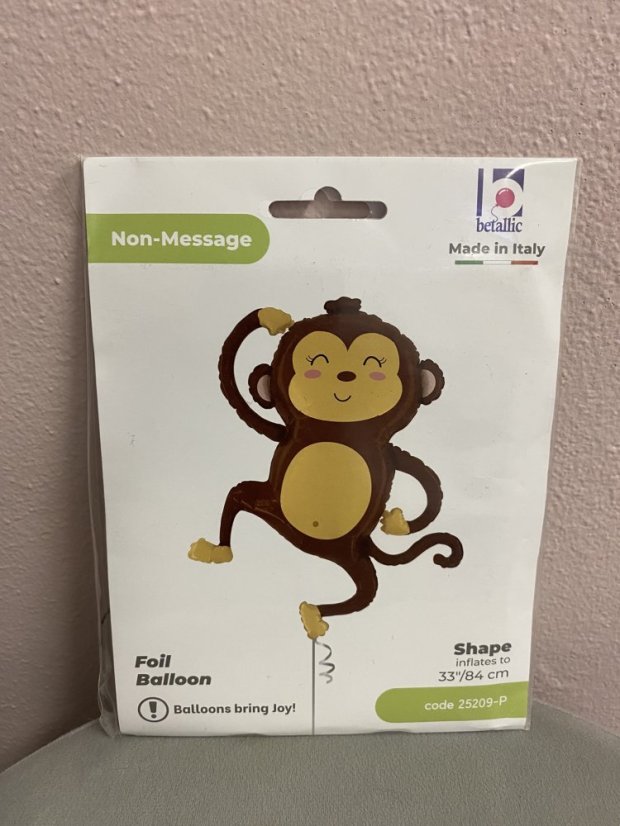 Non-Message
betallic
Made in Italy
Foil
Balloon
Balloons bring Joy!
Shape
inflates to
33"/84 cm
code 25209-P